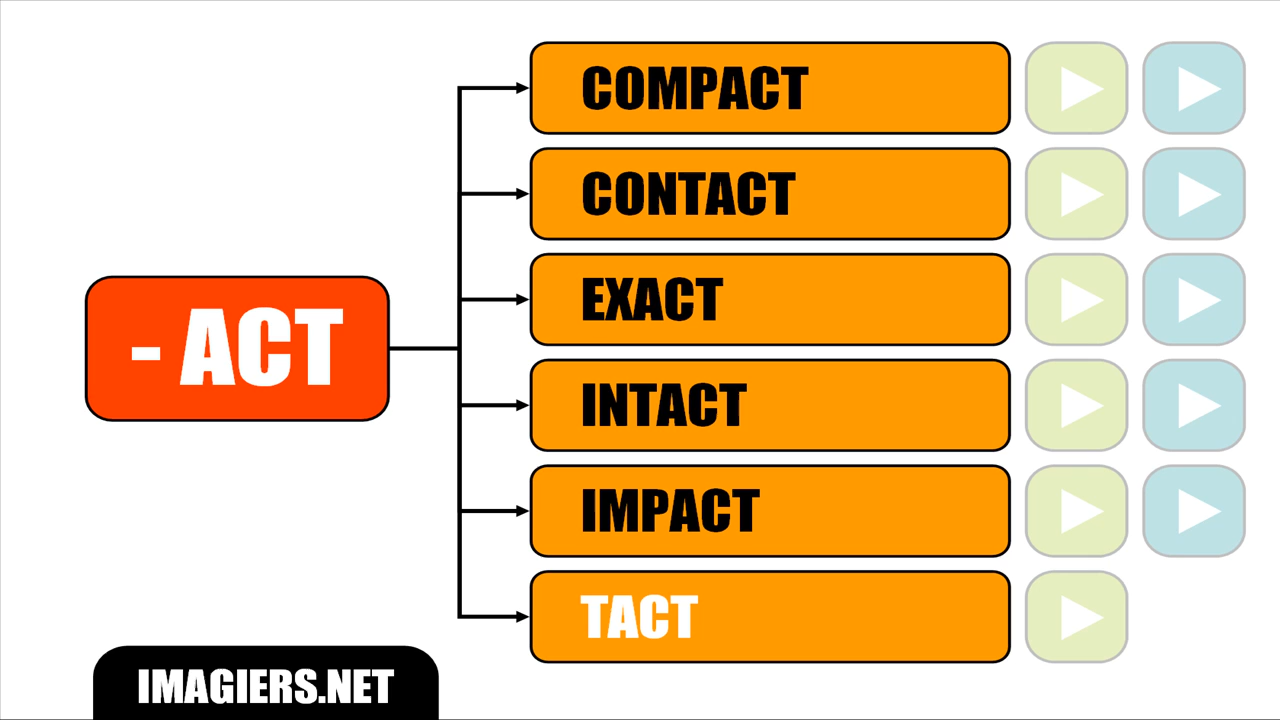 COMPACT
CONTACT
EXACT
- ACT
INTACT
IMPACT
TACT
IMAGIERS.NET